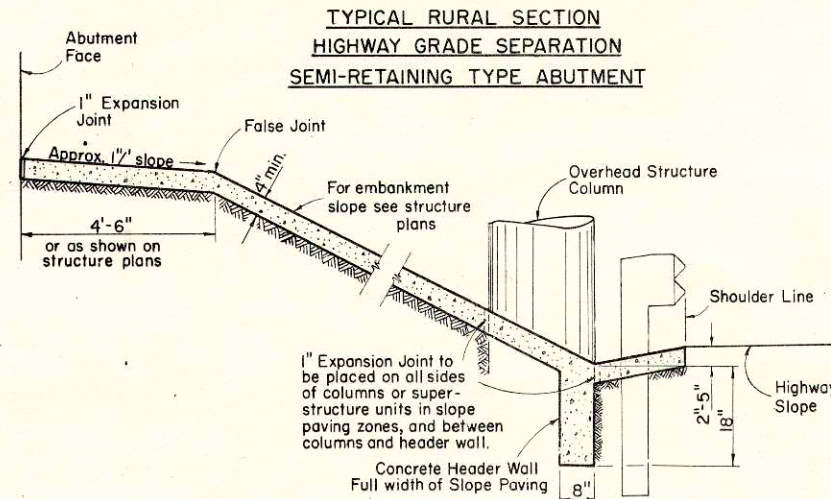 TYPICAL RURAL SECTION
HIGHWAY GRADE SEPARATION
SEMI-RETAINING TYPE ABUTMENT
Abutment
Face
1" Expansion
Joint
False Joint
Approx. 1"/' slope
4" min.
Overhead Structure
Column
For embankment
slope see structure
plans
4'-6"
or as shown on
structure plans
Shoulder Line
1" Expansion Joint to
be placed on all sides
of columns or super-
structure units in slope
paving zones, and between
columns and header wall.
2"-5"
18"
Highway
Slope
Concrete Header Wall
Full width of Slope Paving
8"